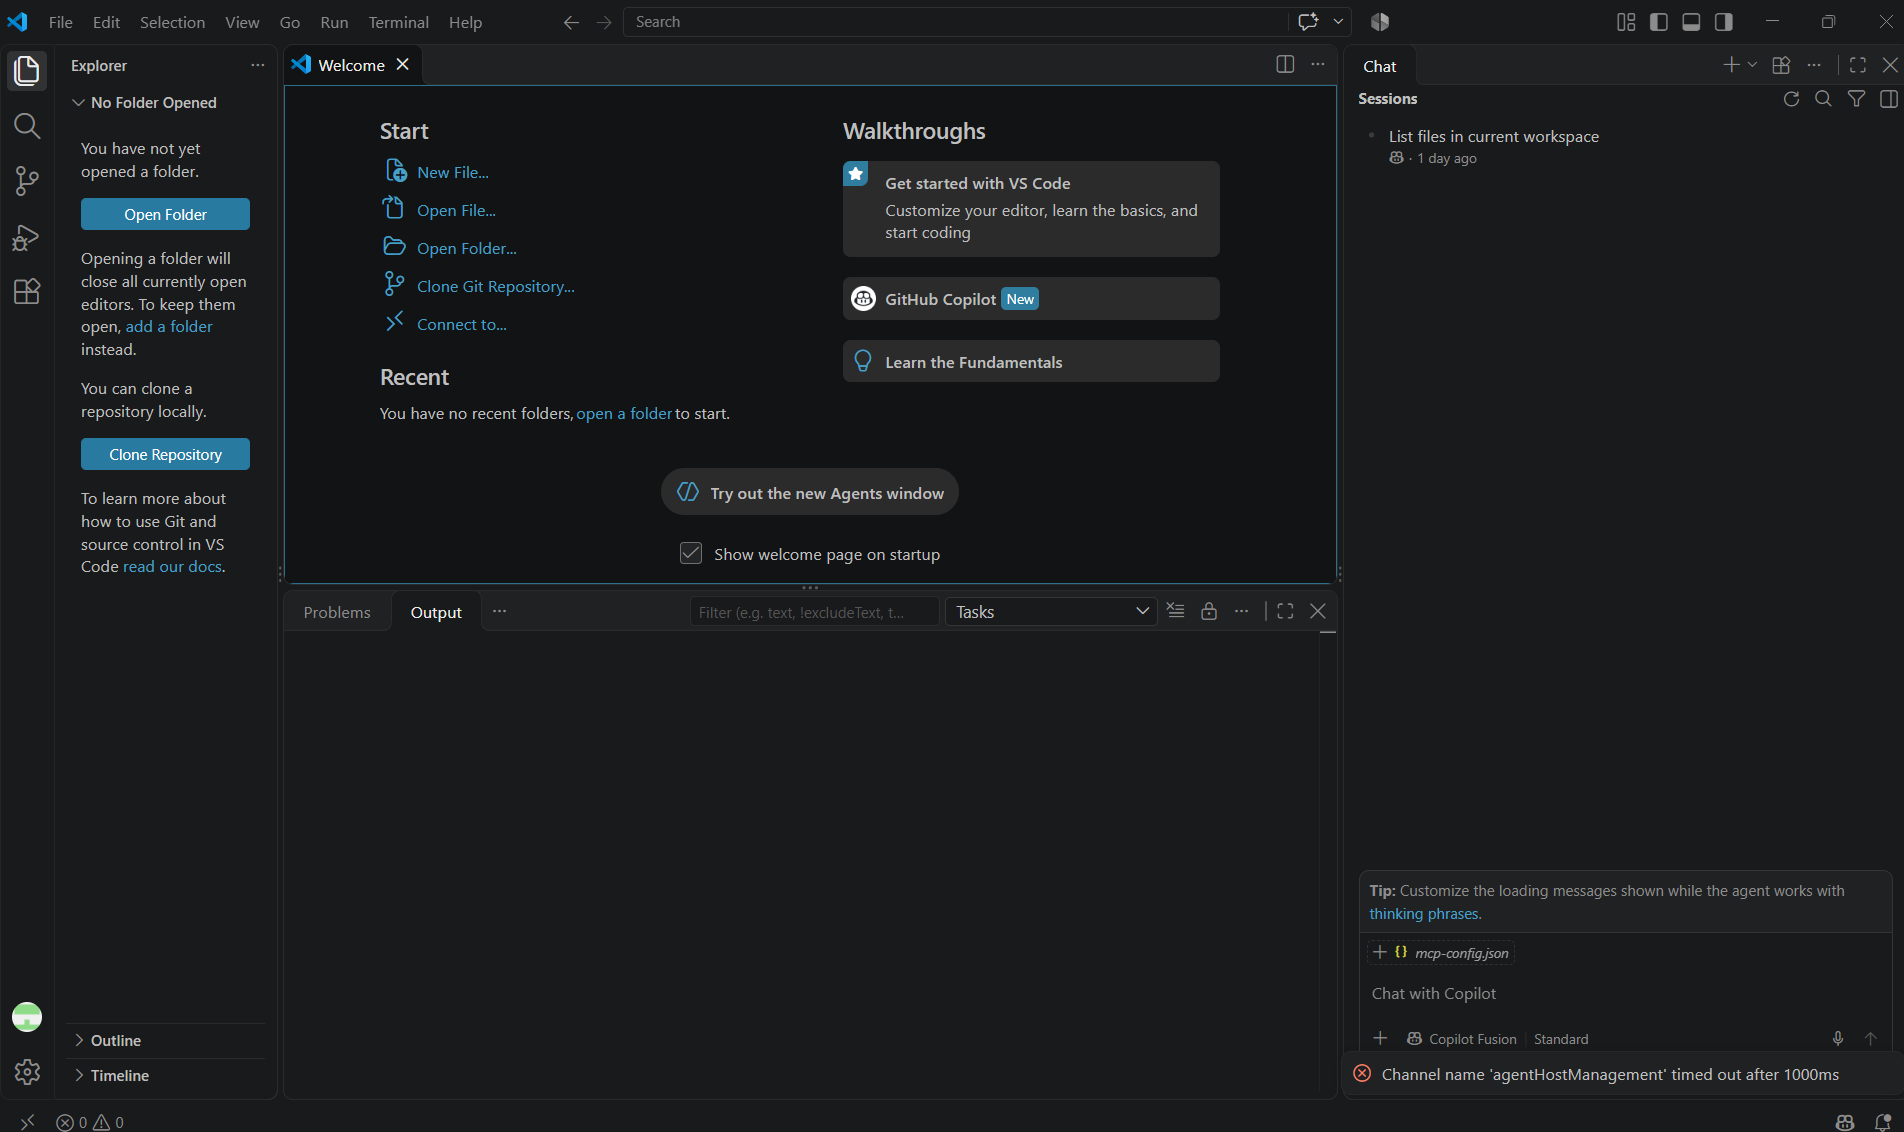 File Edit Selection View Go Run Terminal Help
Search
Explorer
No Folder Opened
You have not yet
opened a folder.
Open Folder
Opening a folder will
close all currently open
editors. To keep them
open, add a folder
instead.
You can clone a
repository locally.
Clone Repository
To learn more about
how to use Git and
source control in VS
Code read our docs.
Outline
Timeline
Welcome
Start
New File...
Open File...
Open Folder...
Clone Git Repository...
Connect to...
Recent
You have no recent folders, open a folder to start.
Walkthroughs
Get started with VS Code
Customize your editor, learn the basics, and
start coding
GitHub Copilot New
Learn the Fundamentals
Try out the new Agents window
Show welcome page on startup
Problems Output
Filter (e.g. text, !excludeText, t...
Tasks
Chat
Sessions
List files in current workspace
· 1 day ago
Tip: Customize the loading messages shown while the agent works with
thinking phrases.
{} mcp-config.json
Chat with Copilot
Copilot Fusion Standard
Channel name 'agentHostManagement' timed out after 1000ms
0 0